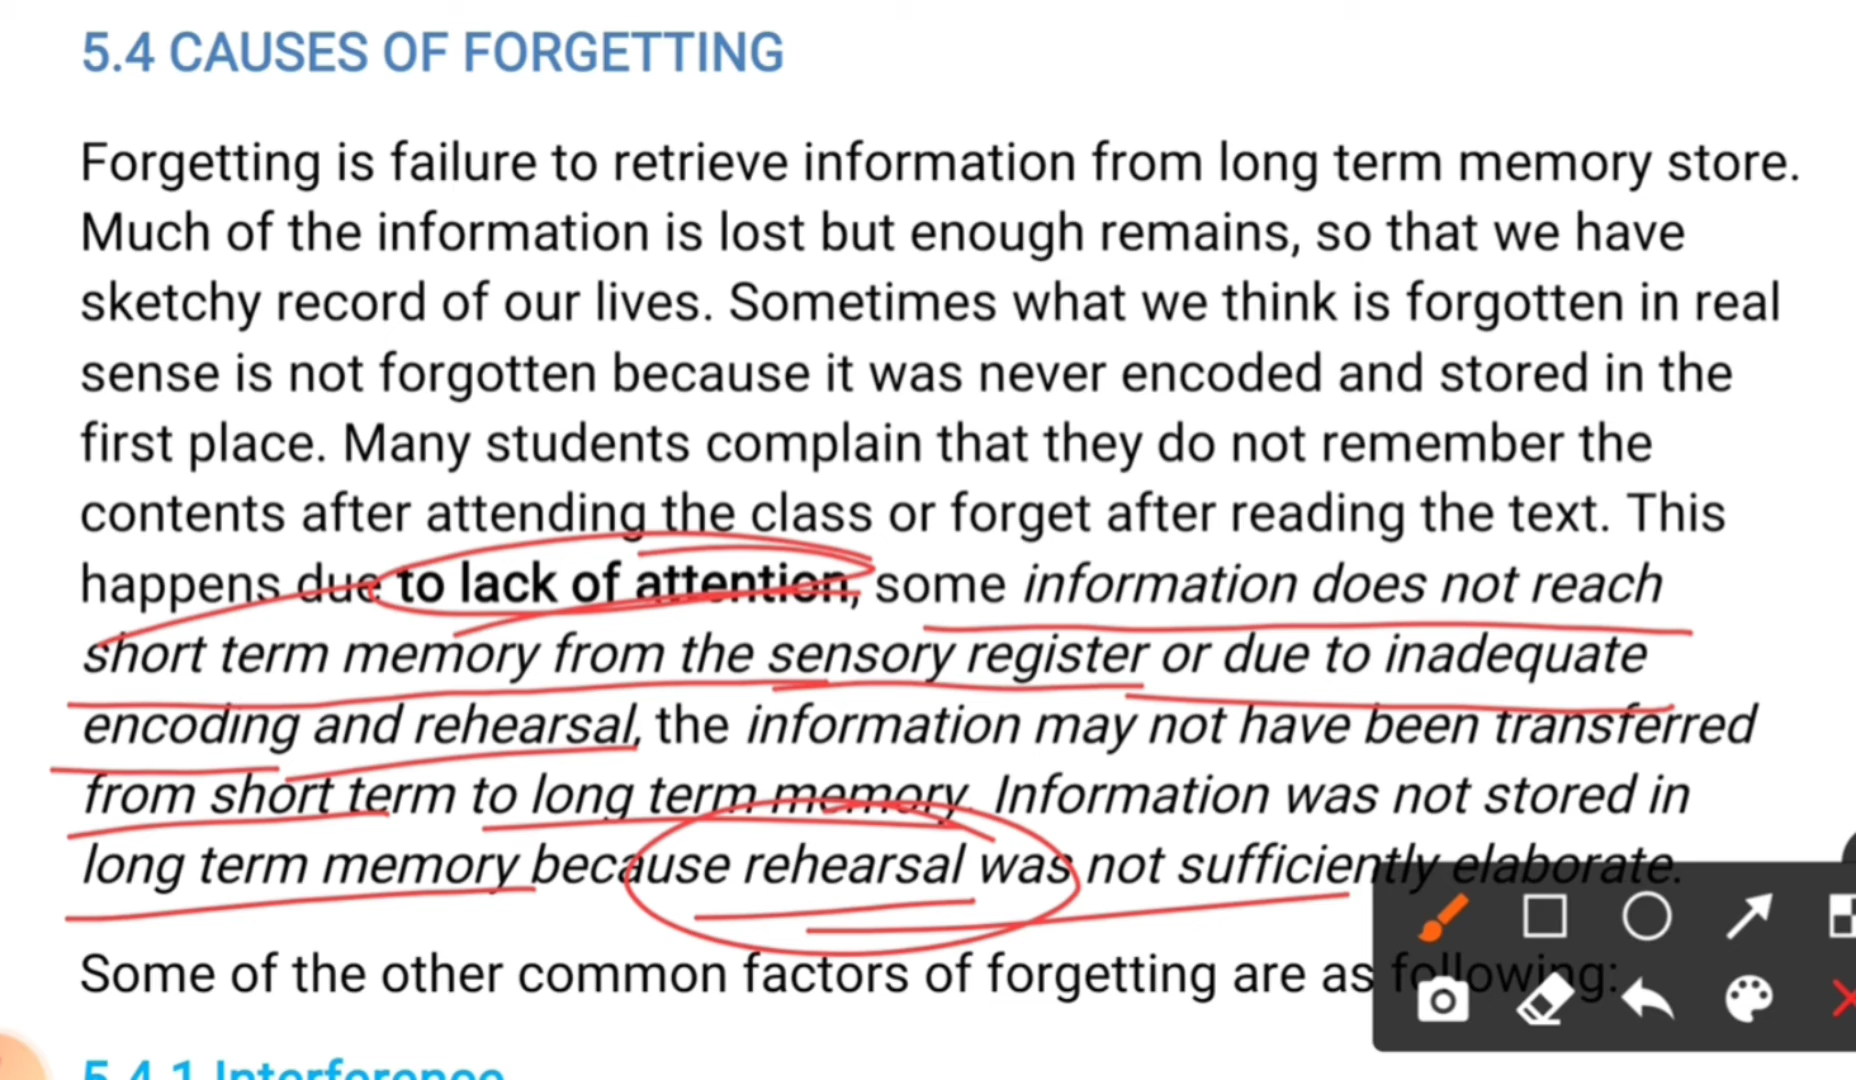 5.4 CAUSES OF FORGETTING
Forgetting is failure to retrieve information from long term memory store.
Much of the information is lost but enough remains, so that we have
sketchy record of our lives. Sometimes what we think is forgotten in real
sense is not forgotten because it was never encoded and stored in the
first place. Many students complain that they do not remember the
contents after attending the class or forget after reading the text. This
happens due to lack of attention, some information does not reach
short term memory from the sensory register or due to inadequate
encoding and rehearsal, the information may not have been transferred
from short term to long term memory. Information was not stored in
long term memory because rehearsal was not sufficiently elaborate.
Some of the other common factors of forgetting are as following:
5.4.1 Interference